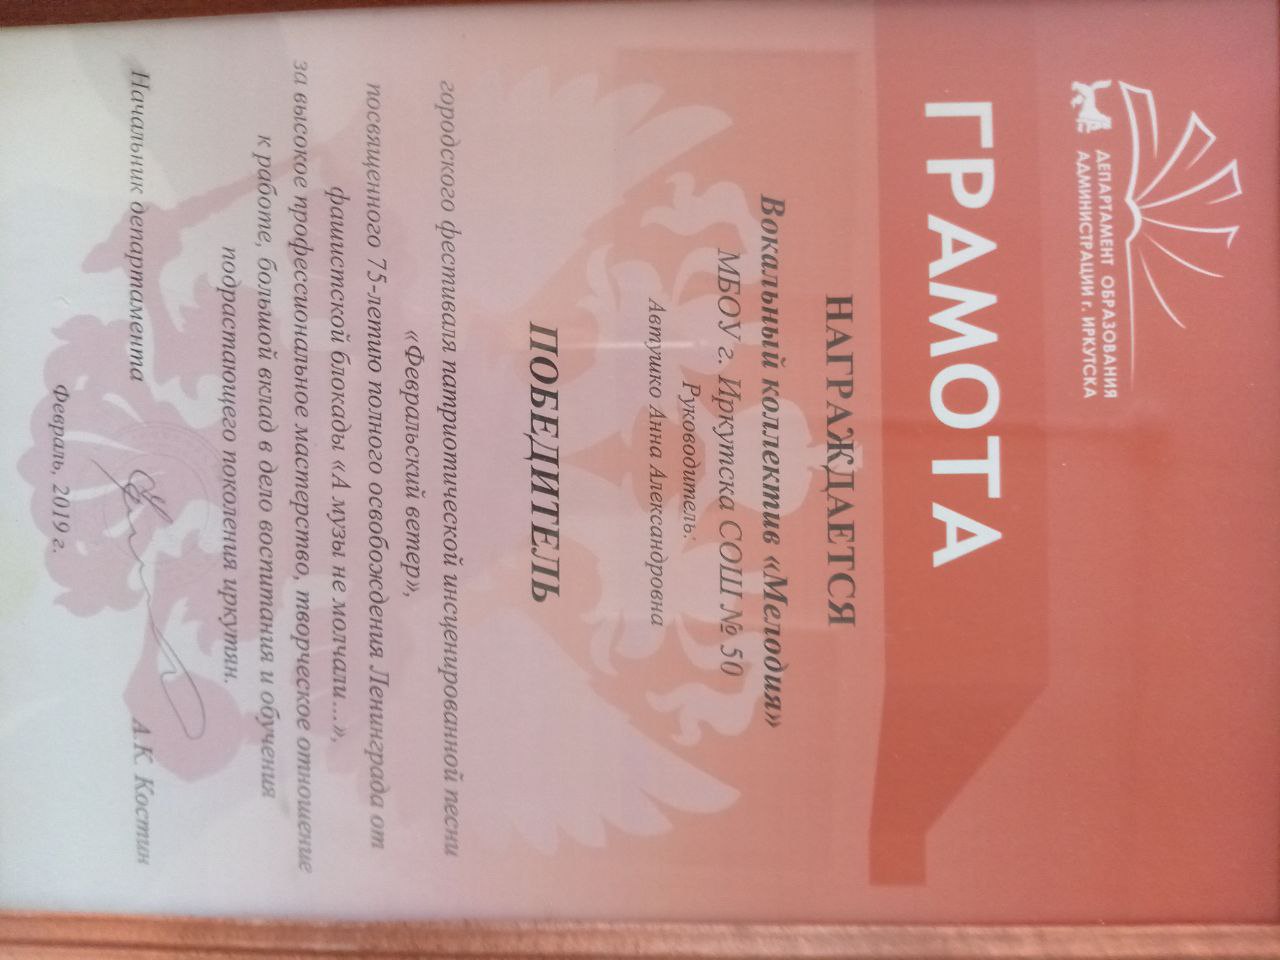 ДЕПАРТАМЕНТ ОБРАЗОВАНИЯ
АДМИНИСТРАЦИИ г. ИРКУТСКА
ГРАМОТА
НАГРАЖДАЕТСЯ
Вокальный коллектив «Мелодия»
МБОУ г. Иркутска СОШ № 50
Руководитель:
Автушко Анна Александровна
ПОБЕДИТЕЛЬ
городского фестиваля патриотической инсценированной песни
«Февральский ветер»,
посвященного 75-летию полного освобождения Ленинграда от
фашистской блокады «А музы не молчали...»,
за высокое профессиональное мастерство, творческое отношение
к работе, большой вклад в дело воспитания и обучения
подрастающего поколения иркутян.
Начальник департамента А.К. Костин
Февраль, 2019 г.